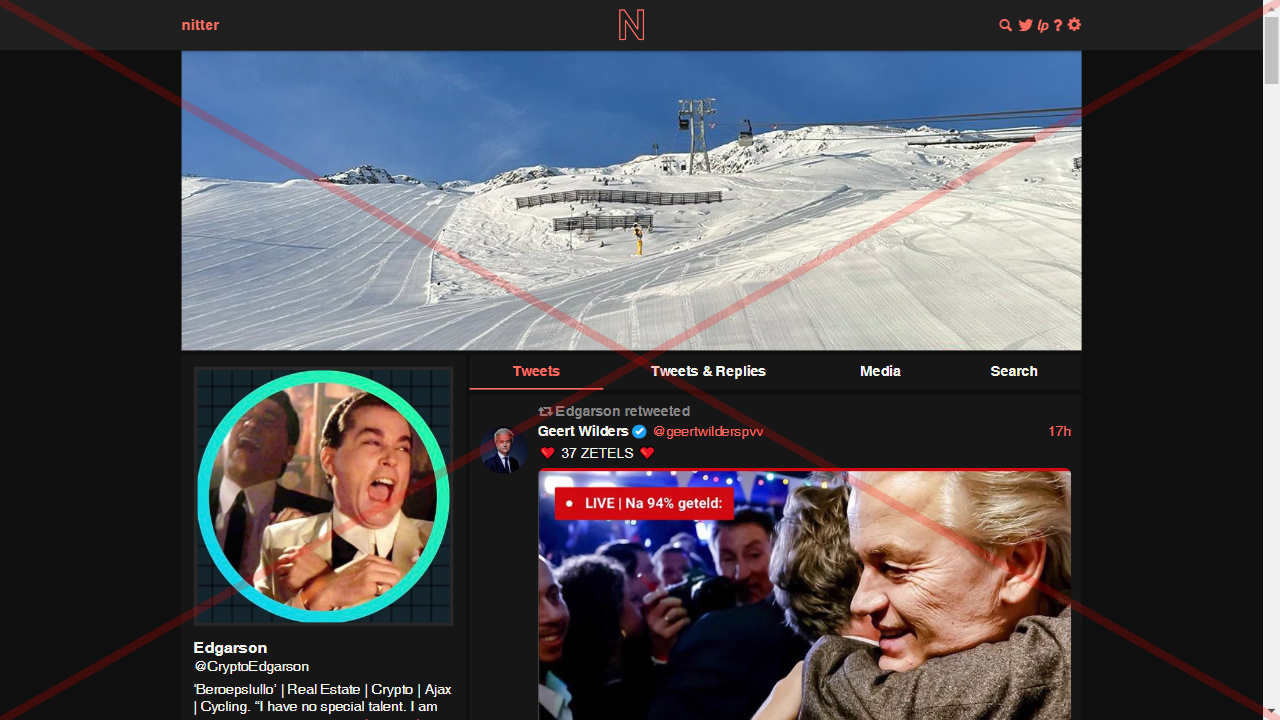 nitter
N
lp ?
Tweets
Tweets & Replies
Media
Search
Edgarson retweeted
Geert Wilders @geertwilderspvv 17h
❤ 37 ZETELS ❤
LIVE | Na 94% geteld:
Edgarson
@CryptoEdgarson
'Beroepslullo' | Real Estate | Crypto | Ajax
| Cycling. “I have no special talent. I am